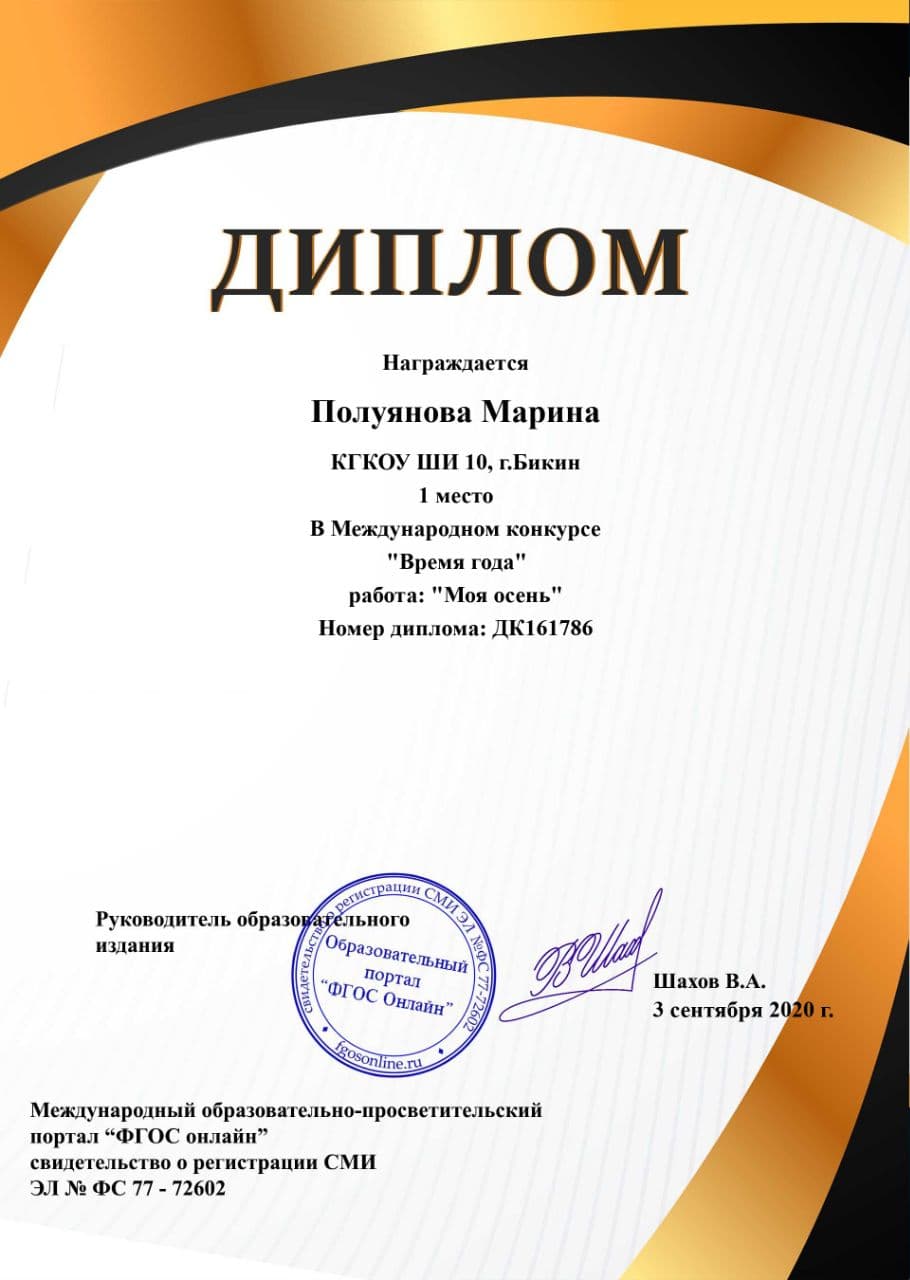 ДИПЛОМ
Награждается
Полуянова Марина
КГКОУ ШИ 10, г.Бикин
1 место
В Международном конкурсе
"Время года"
работа: "Моя осень"
Номер диплома: ДК161786
Руководитель образовательного
издания
свидетельство о регистрации СМИ ЭЛ №ФС 77-72602
Образовательный
портал
“ФГОС Онлайн”
fgosonline.ru
ВШах
Шахов В.А.
3 сентября 2020 г.
Международный образовательно-просветительский
портал “ФГОС онлайн”
свидетельство о регистрации СМИ
ЭЛ № ФС 77 - 72602